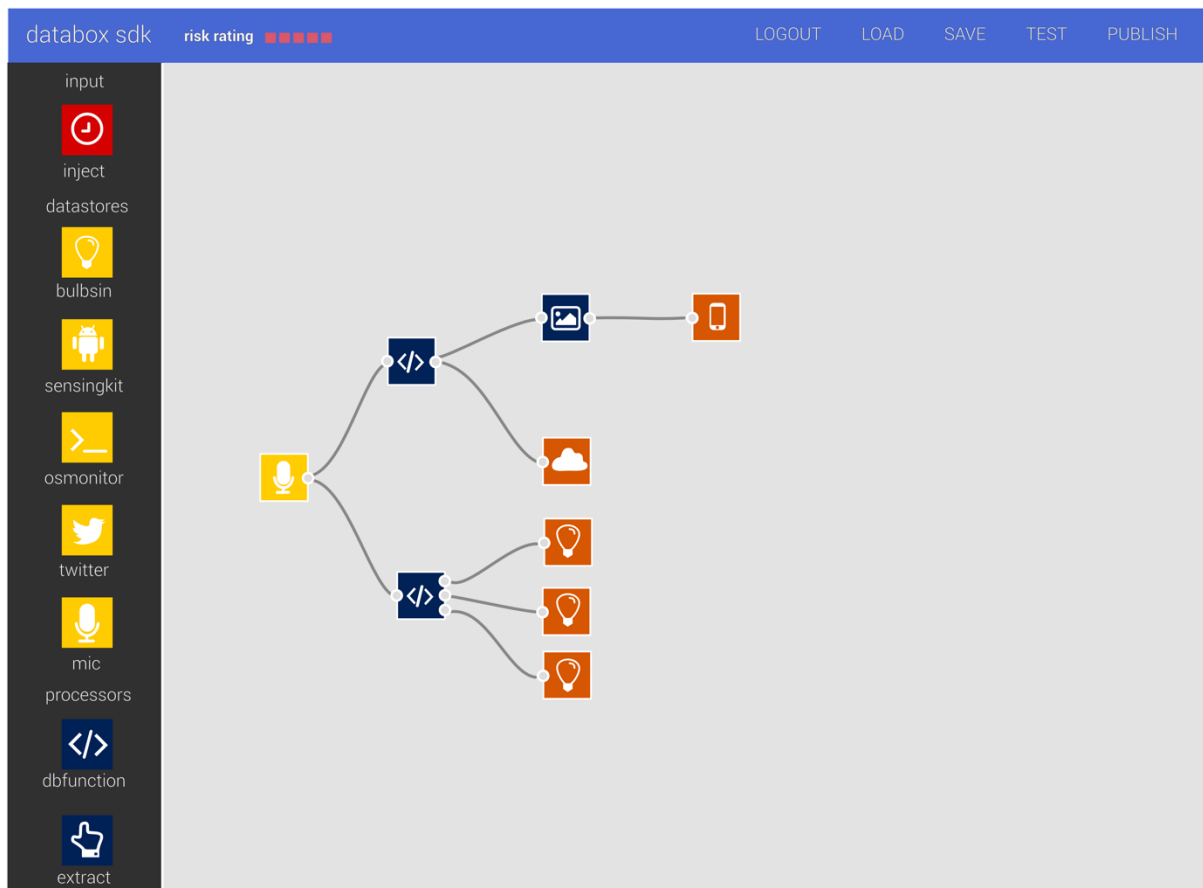 databox sdk
risk rating
LOGOUT LOAD SAVE TEST PUBLISH
input
inject
datastores
bulbsin
sensingkit
osmonitor
twitter
mic
processors
dbfunction
extract